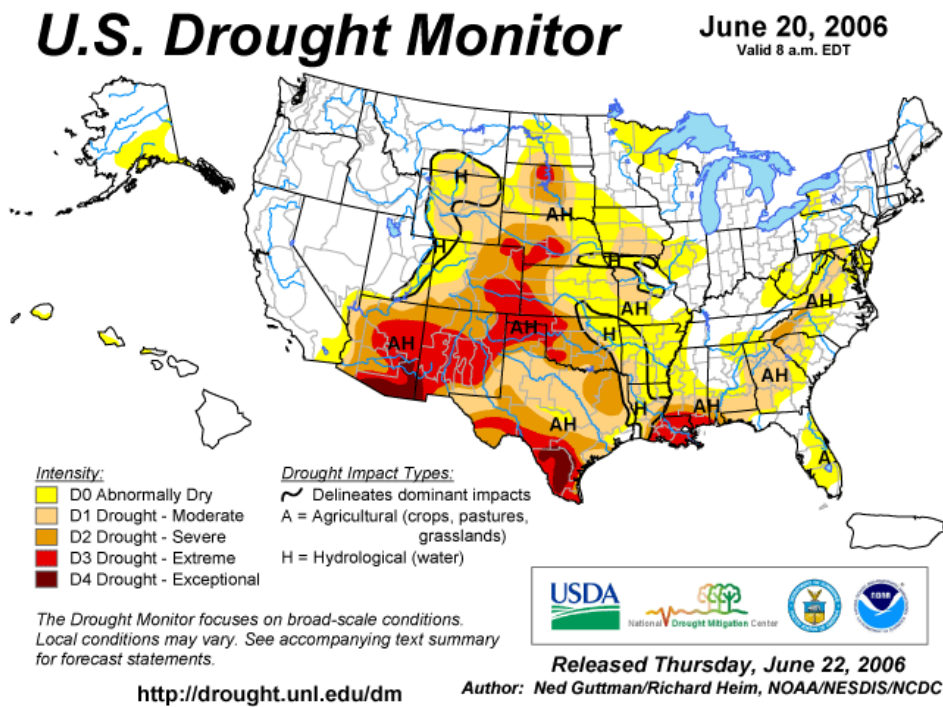 U.S. Drought Monitor
June 20, 2006
Valid 8 a.m. EDT
H
H
AH
H
AH
AH
AH
AH
H
AH
AH
H
AH
AH
A
Intensity:
D0 Abnormally Dry
D1 Drought - Moderate
D2 Drought - Severe
D3 Drought - Extreme
D4 Drought - Exceptional
Drought Impact Types:
Delineates dominant impacts
A = Agricultural (crops, pastures,
grasslands)
H = Hydrological (water)
The Drought Monitor focuses on broad-scale conditions.
Local conditions may vary. See accompanying text summary
for forecast statements.
http://drought.unl.edu/dm
USDA
National Drought Mitigation Center
NOAA
Released Thursday, June 22, 2006
Author: Ned Guttman/Richard Heim, NOAA/NESDIS/NCDC